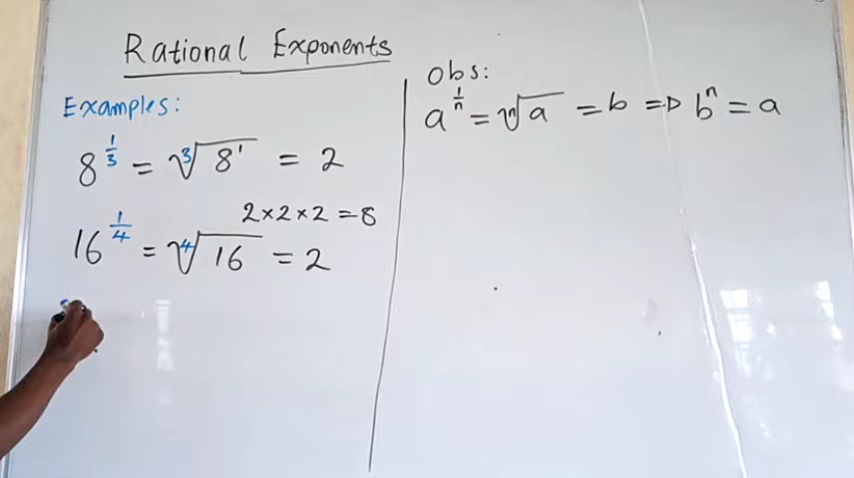 Rational Exponents
Examples:
8^(1/3) = ∛8¹ = 2
2×2×2 = 8
16^(1/4) = ∜16 = 2
Obs:
a^(1/n) = ⁿ√a = b => bⁿ = a